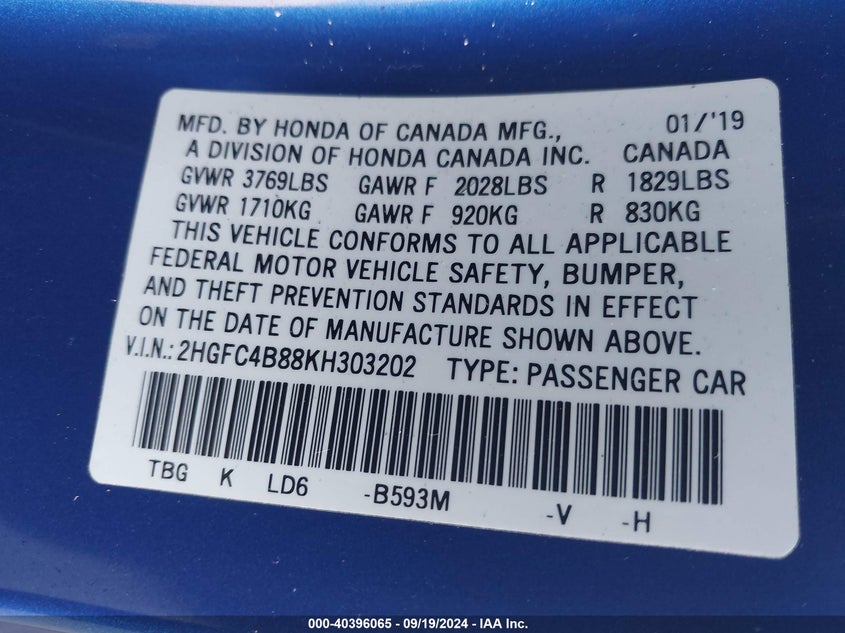 MFD. BY HONDA OF CANADA MFG., 01/'19
A DIVISION OF HONDA CANADA INC. CANADA
GVWR 3769LBS GAWR F 2028LBS R 1829LBS
GVWR 1710KG GAWR F 920KG R 830KG
THIS VEHICLE CONFORMS TO ALL APPLICABLE
FEDERAL MOTOR VEHICLE SAFETY, BUMPER,
AND THEFT PREVENTION STANDARDS IN EFFECT
ON THE DATE OF MANUFACTURE SHOWN ABOVE.
V.I.N.: 2HGFC4B88KH303202 TYPE: PASSENGER CAR
TBG K LD6 -B593M -V -H
000-40396065 - 09/19/2024 - IAA Inc.